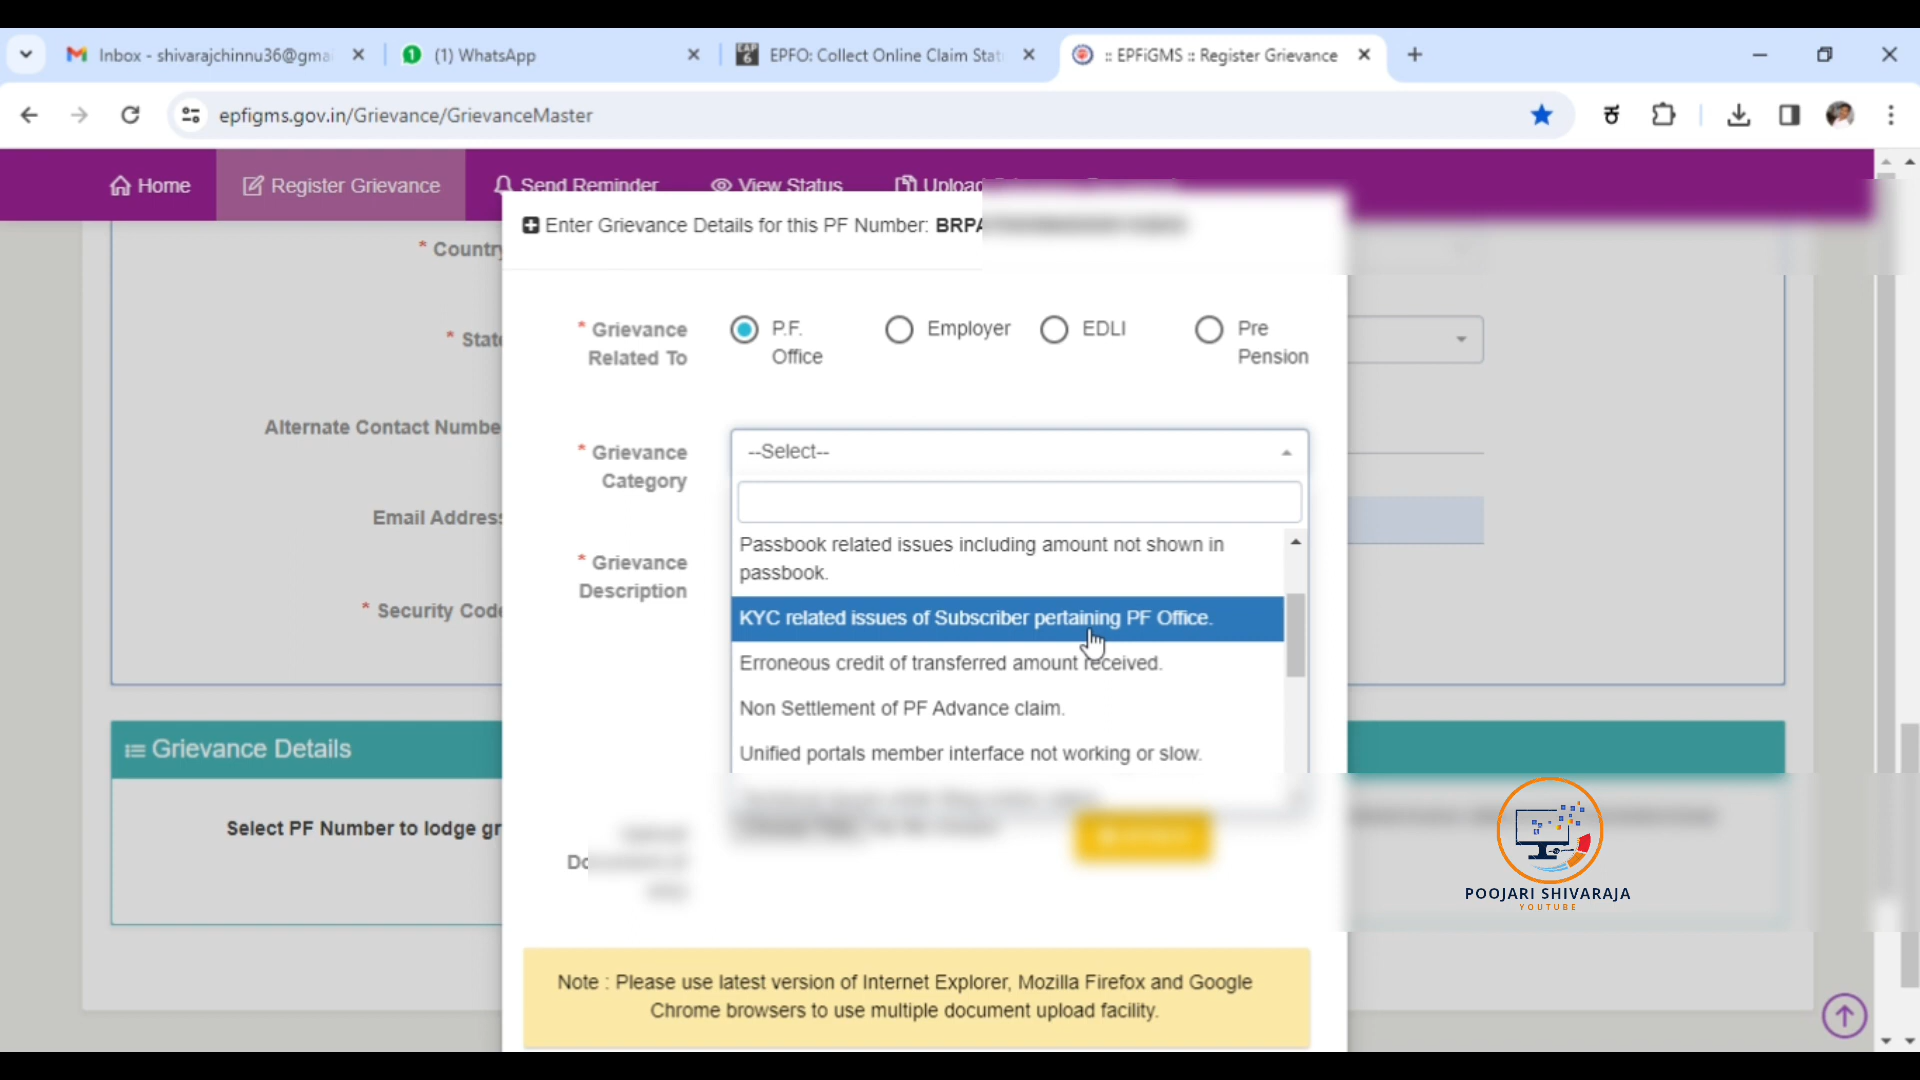 Inbox - shivarajchinnu36@gma
1
(1) WhatsApp
EPFO: Collect Online Claim Stat
:: EPFiGMS :: Register Grievance
epfigms.gov.in/Grievance/GrievanceMaster
ठ
Home
Register Grievance
Send Reminder
View Status
Upload
Enter Grievance Details for this PF Number: BRPA
* Country
* Grievance Related To
P.F. Office
Employer
EDLI
Pre Pension
* State
Alternate Contact Numbe
* Grievance Category
--Select--
Email Address
Passbook related issues including amount not shown in
passbook.
* Grievance Description
* Security Code
KYC related issues of Subscriber pertaining PF Office.
Erroneous credit of transferred amount received.
Non Settlement of PF Advance claim.
Unified portals member interface not working or slow.
Grievance Details
Select PF Number to lodge gr
POOJARI SHIVARAJA
YOUTUBE
Note : Please use latest version of Internet Explorer, Mozilla Firefox and Google
Chrome browsers to use multiple document upload facility.